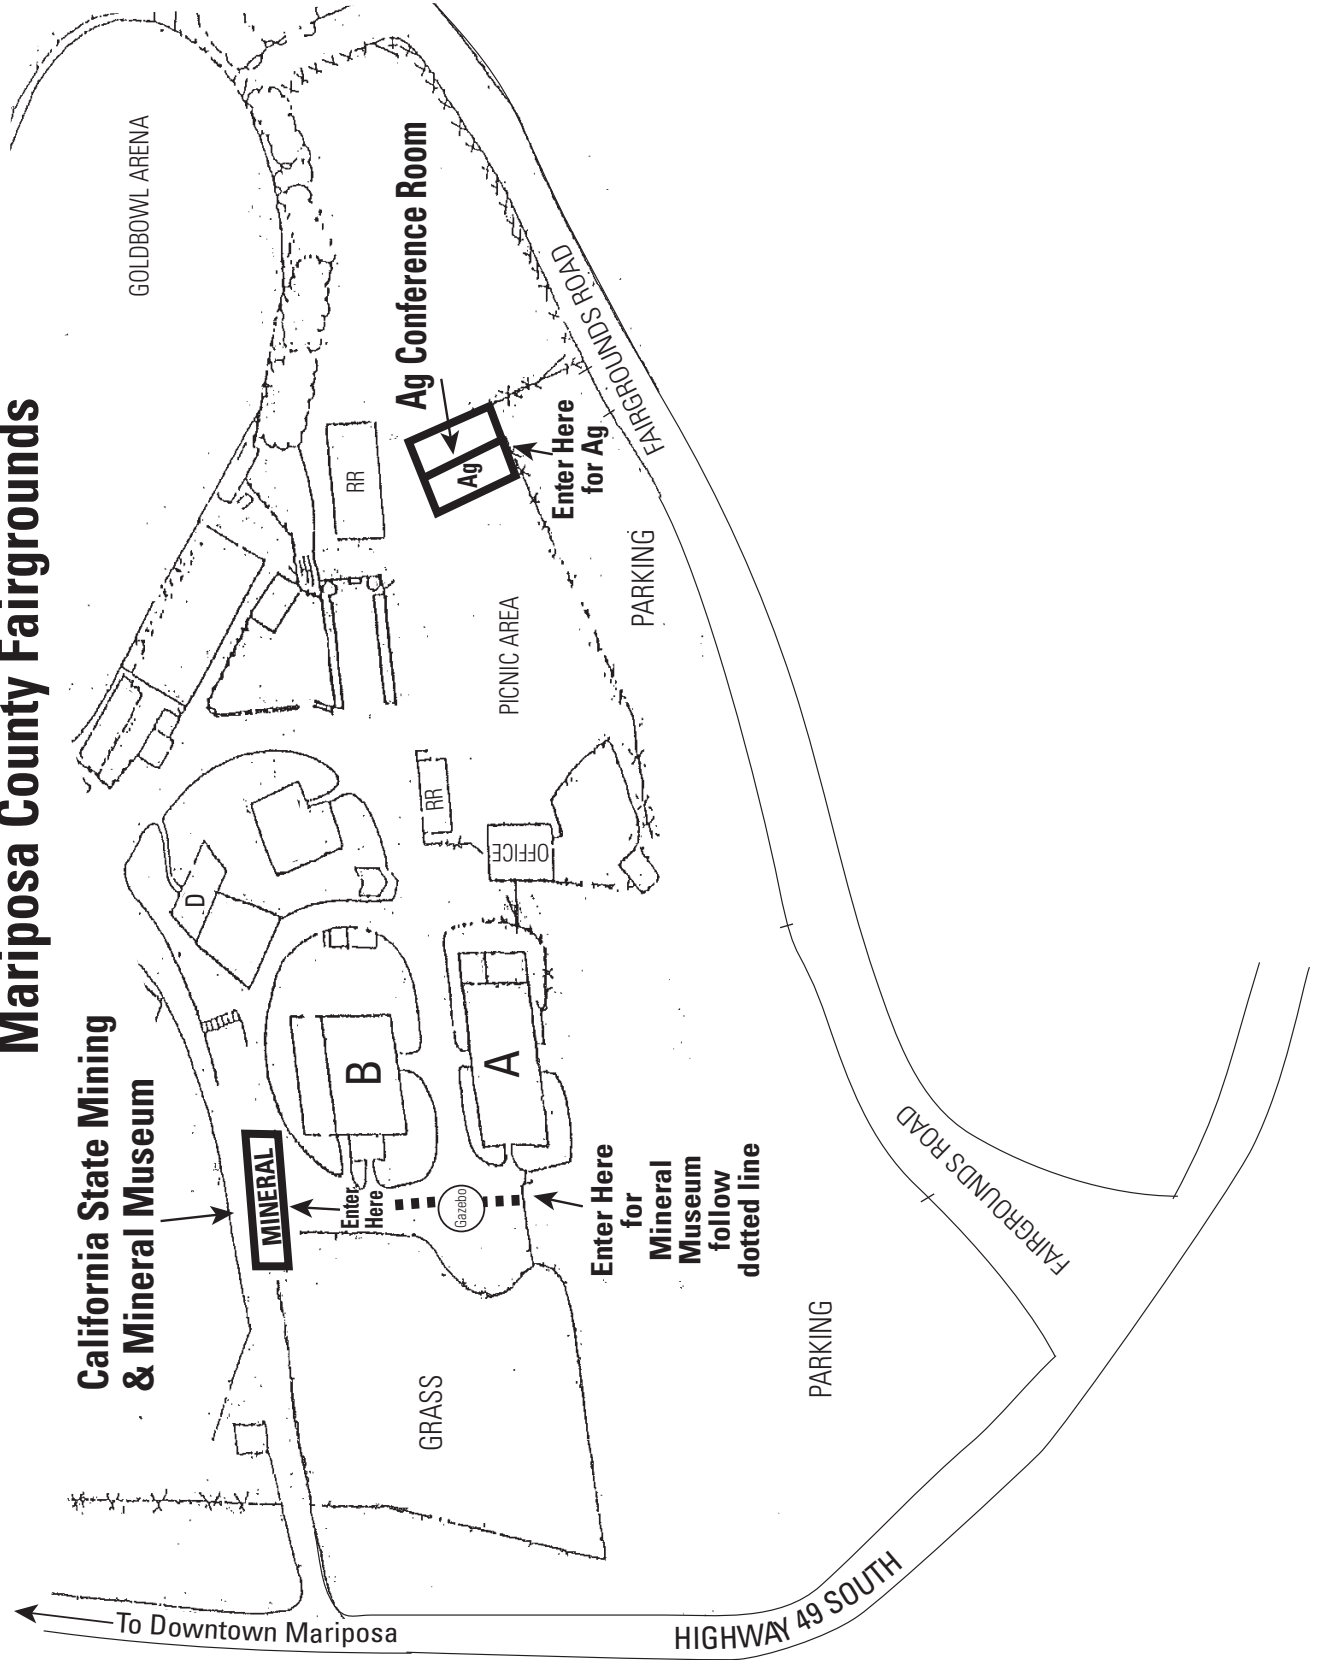 Mariposa County Fairgrounds
GOLDBOWL ARENA
California State Mining
& Mineral Museum
MINERAL
Enter
Here
Gazebo
Enter Here
for
Mineral
Museum
follow
dotted line
D
B
A
RR
OFFICE
RR
PICNIC AREA
Ag Conference Room
Ag
Enter Here
for Ag
PARKING
FAIRGROUNDS ROAD
GRASS
PARKING
FAIRGROUNDS ROAD
To Downtown Mariposa
HIGHWAY 49 SOUTH